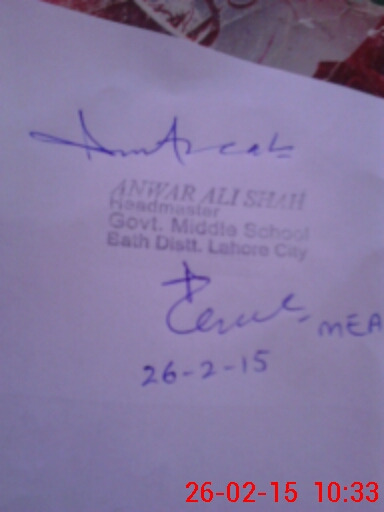 ANWAR ALI SHAH
Headmaster
Govt. Middle School
Bath Distt. Lahore City
MEA
26-2-15
26-02-15 10:33